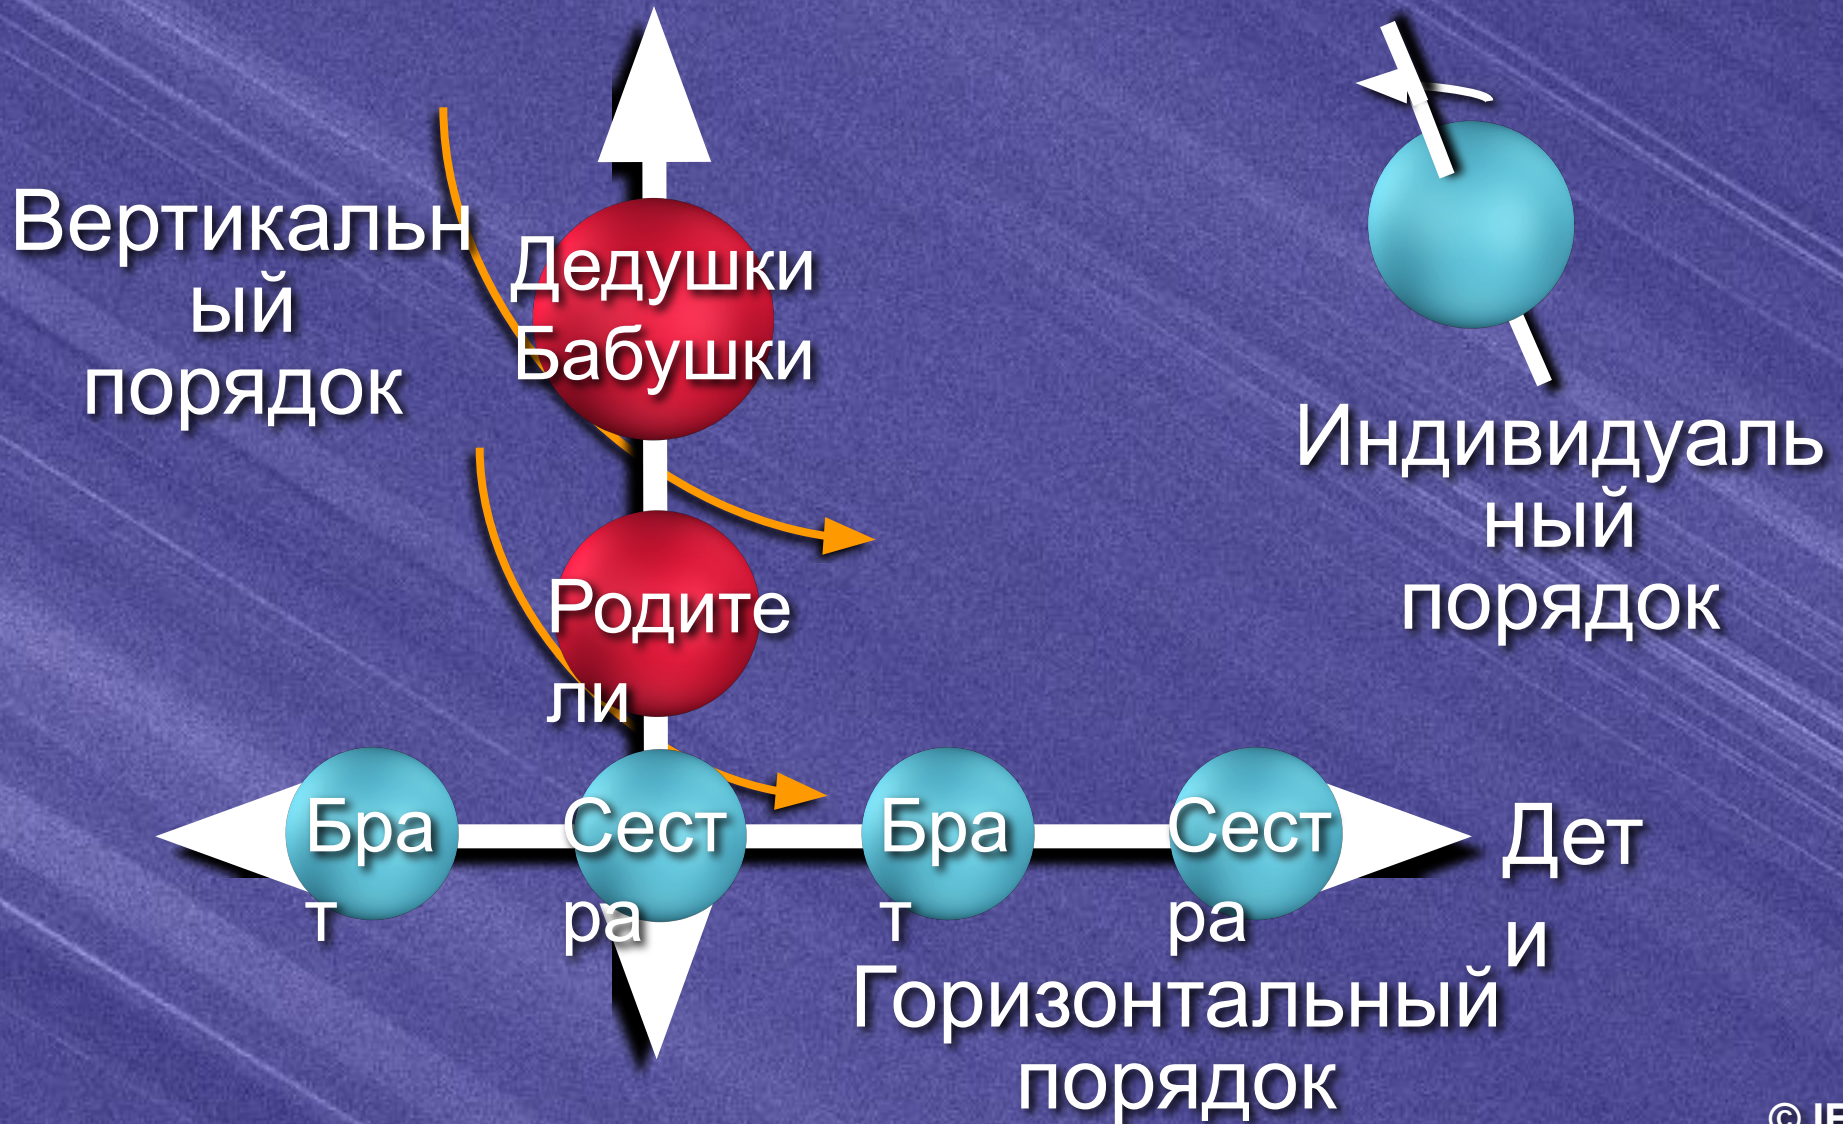 Вертикальн
ый
порядок
Дедушки
Бабушки
Родите
ли
Индивидуаль
ный
порядок
Бра
т
Сест
ра
Бра
т
Сест
ра
Дет
и
Горизонтальный
порядок
©